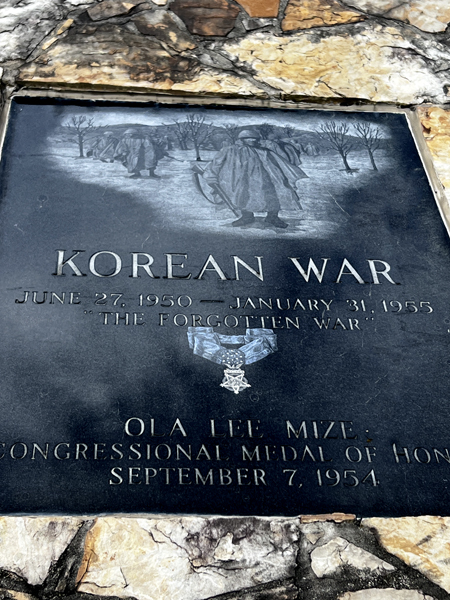 KOREAN WAR
JUNE 27, 1950 — JANUARY 31, 1955
"THE FORGOTTEN WAR"
OLA LEE MIZE
CONGRESSIONAL MEDAL OF HON
SEPTEMBER 7, 1954